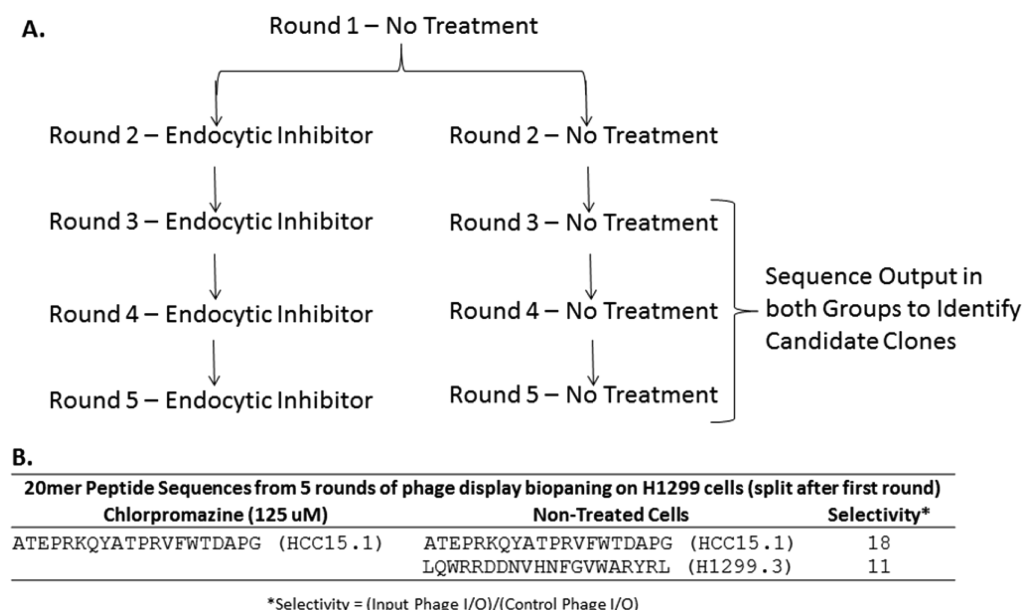 A.
Round 1 – No Treatment
Round 2 – Endocytic Inhibitor
Round 2 – No Treatment
Round 3 – Endocytic Inhibitor
Round 3 – No Treatment
Round 4 – Endocytic Inhibitor
Round 4 – No Treatment
Round 5 – Endocytic Inhibitor
Round 5 – No Treatment
Sequence Output in
both Groups to Identify
Candidate Clones
B.
20mer Peptide Sequences from 5 rounds of phage display biopaning on H1299 cells (split after first round)
Chlorpromazine (125 uM) Non-Treated Cells Selectivity*
ATEPRKQYATPRVFWTDAPG (HCC15.1) ATEPRKQYATPRVFWTDAPG (HCC15.1) 18
LQWRRDDNVHNFGVWARYRL (H1299.3) 11
*Selectivity = (Input Phage I/O)/(Control Phage I/O)